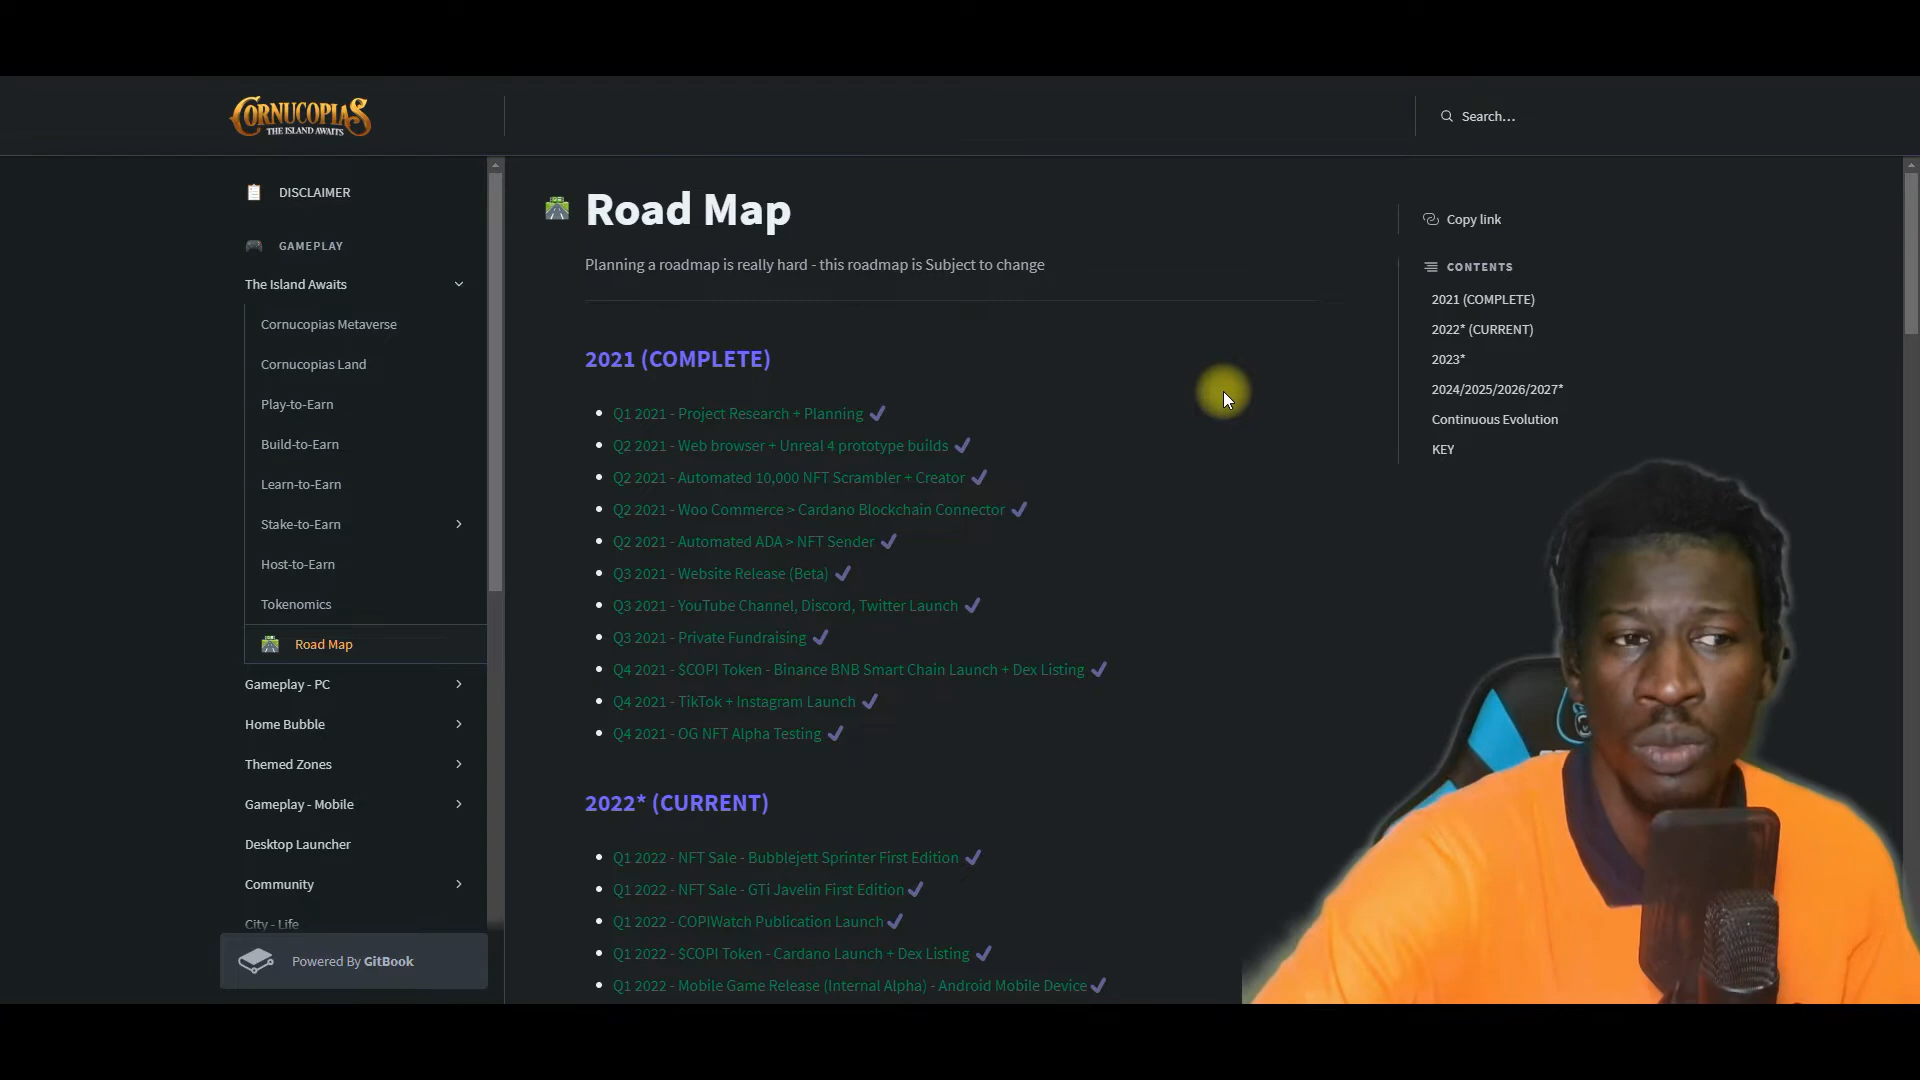 CORNUCOPIAS
THE ISLAND AWAITS
Search...
DISCLAIMER
GAMEPLAY
The Island Awaits
Cornucopias Metaverse
Cornucopias Land
Play-to-Earn
Build-to-Earn
Learn-to-Earn
Stake-to-Earn
Host-to-Earn
Tokenomics
Road Map
Gameplay - PC
Home Bubble
Themed Zones
Gameplay - Mobile
Desktop Launcher
Community
City - Life
Powered By GitBook
Road Map
Planning a roadmap is really hard - this roadmap is Subject to change
2021 (COMPLETE)
Q1 2021 - Project Research + Planning ✔
Q2 2021 - Web browser + Unreal 4 prototype builds ✔
Q2 2021 - Automated 10,000 NFT Scrambler + Creator ✔
Q2 2021 - Woo Commerce > Cardano Blockchain Connector ✔
Q2 2021 - Automated ADA > NFT Sender ✔
Q3 2021 - Website Release (Beta) ✔
Q3 2021 - YouTube Channel, Discord, Twitter Launch ✔
Q3 2021 - Private Fundraising ✔
Q4 2021 - $COPI Token - Binance BNB Smart Chain Launch + Dex Listing ✔
Q4 2021 - TikTok + Instagram Launch ✔
Q4 2021 - OG NFT Alpha Testing ✔
2022* (CURRENT)
Q1 2022 - NFT Sale - Bubblejett Sprinter First Edition ✔
Q1 2022 - NFT Sale - GTi Javelin First Edition ✔
Q1 2022 - COPIWatch Publication Launch ✔
Q1 2022 - $COPI Token - Cardano Launch + Dex Listing ✔
Q1 2022 - Mobile Game Release (Internal Alpha) - Android Mobile Device ✔
Copy link
CONTENTS
2021 (COMPLETE)
2022* (CURRENT)
2023*
2024/2025/2026/2027*
Continuous Evolution
KEY